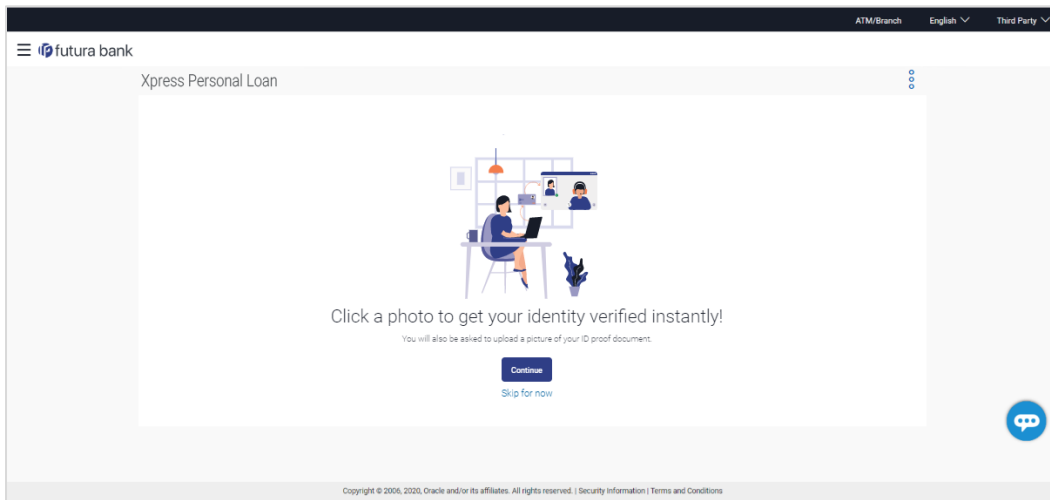 ATM/Branch English Third Party
futura bank
Xpress Personal Loan
Click a photo to get your identity verified instantly!
You will also be asked to upload a picture of your ID proof document.
Continue
Skip for now
Copyright © 2006, 2020, Oracle and/or its affiliates. All rights reserved. | Security Information | Terms and Conditions